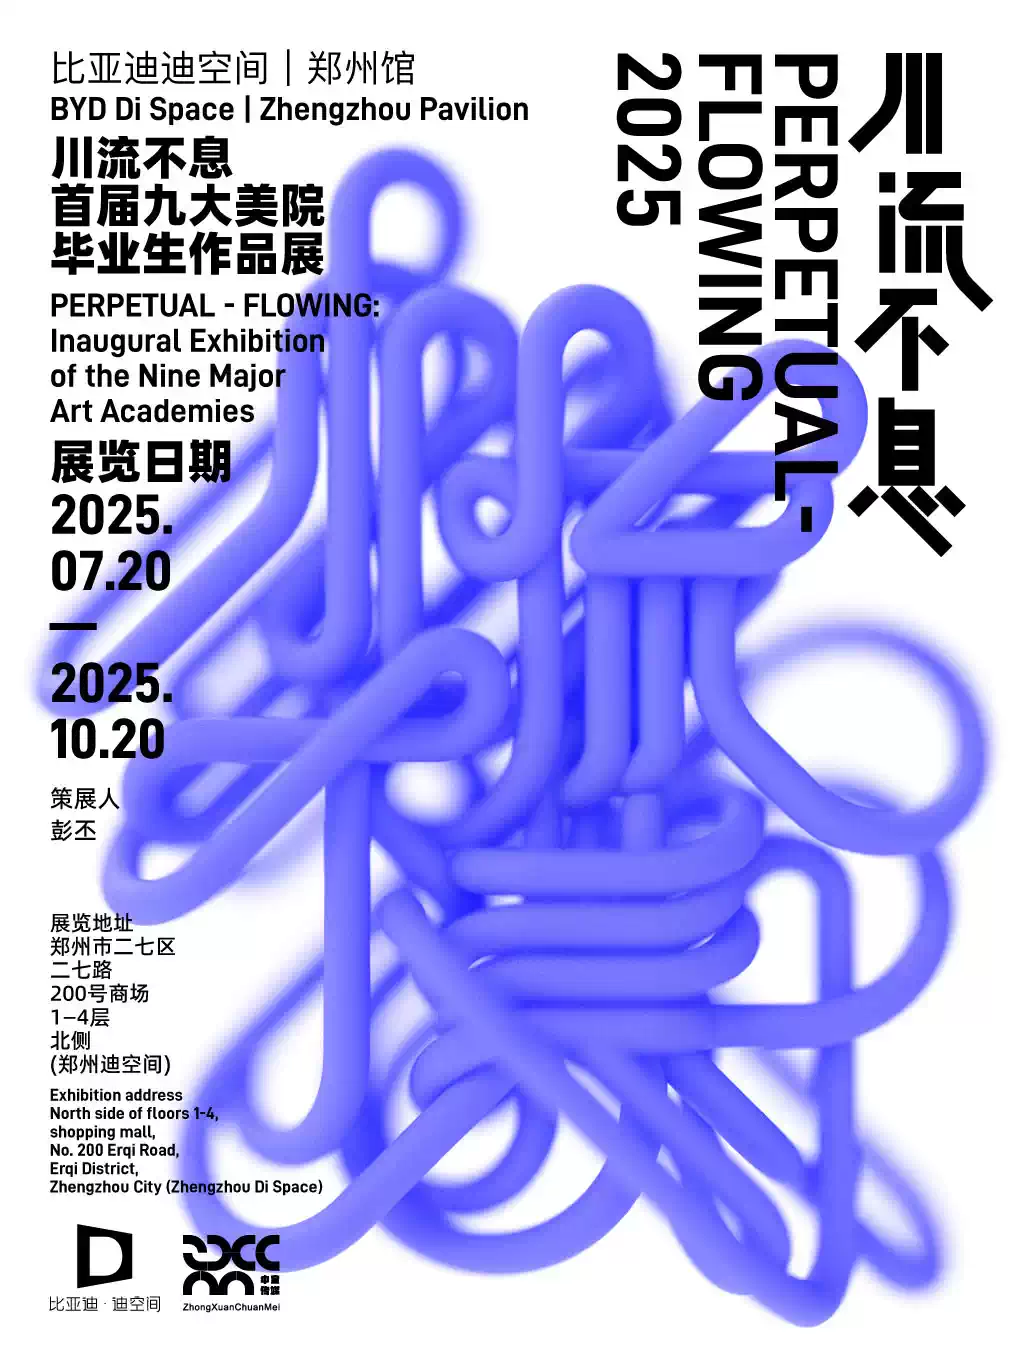 比亚迪迪空间｜郑州馆
BYD Di Space | Zhengzhou Pavilion
川流不息
首届九大美院
毕业生作品展
PERPETUAL - FLOWING:
Inaugural Exhibition
of the Nine Major
Art Academies
展览日期
2025.
07.20
—
2025.
10.20
策展人
彭丕
展览地址
郑州市二七区
二七路
200号商场
1—4层
北侧
(郑州迪空间)
Exhibition address
North side of floors 1-4,
shopping mall,
No. 200 Erqi Road,
Erqi District,
Zhengzhou City (Zhengzhou Di Space)
川流不息
PERPETUAL-
FLOWING
2025
比亚迪·迪空间
ZXCC
传媒
ZhongXuanChuanMei